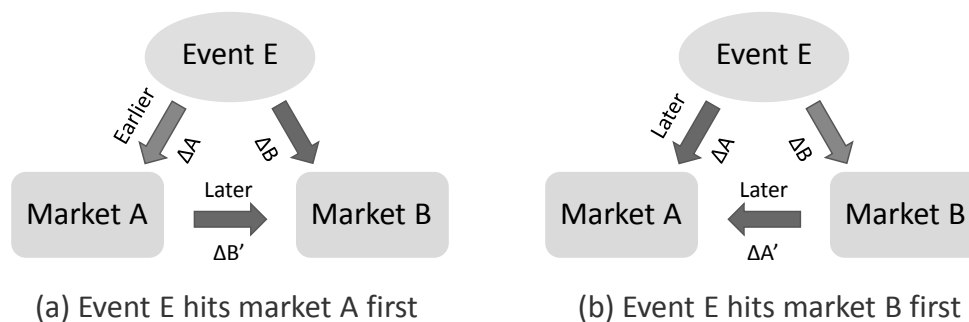 Event E
Earlier
ΔA
ΔB
Later
Market A
Market B
ΔB’
(a) Event E hits market A first
Event E
Later
ΔA
ΔB
Later
Market A
Market B
ΔA’
(b) Event E hits market B first